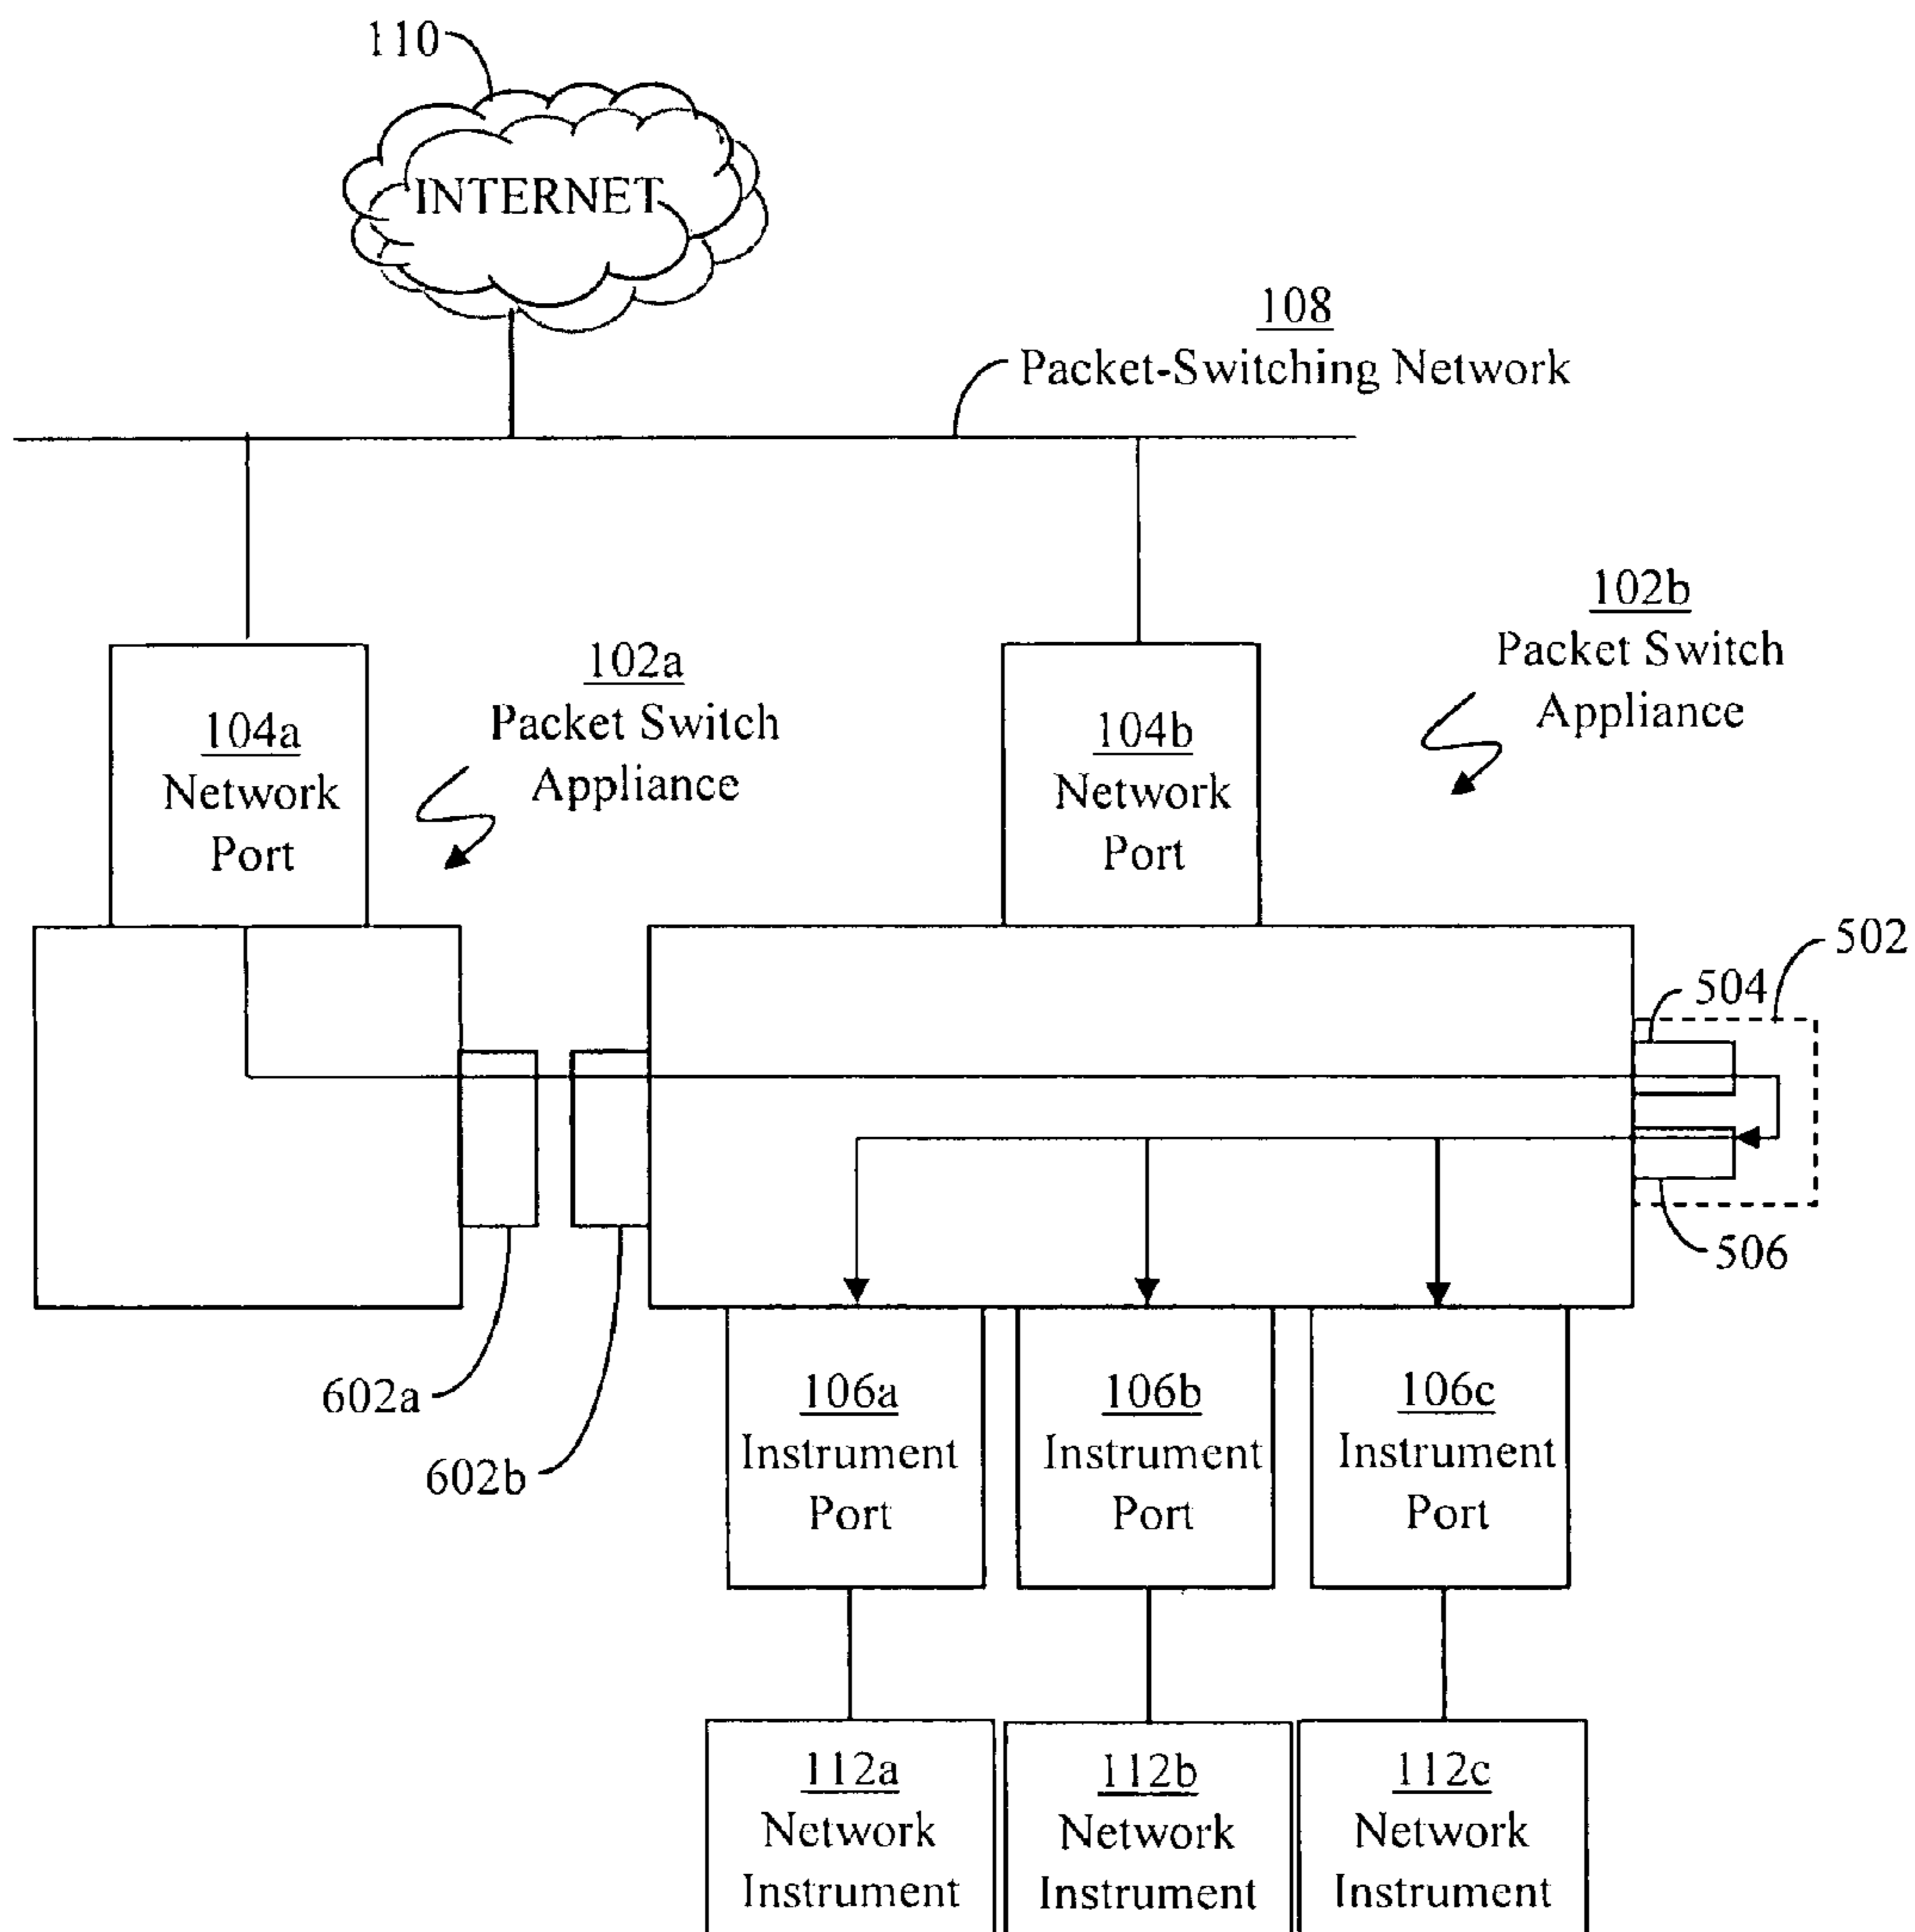 110
INTERNET
108
Packet-Switching Network
102b
Packet Switch
Appliance
102a
Packet Switch
Appliance
104a
Network
Port
104b
Network
Port
502
504
506
602a
602b
106a
Instrument
Port
106b
Instrument
Port
106c
Instrument
Port
112a
Network
Instrument
112b
Network
Instrument
112c
Network
Instrument